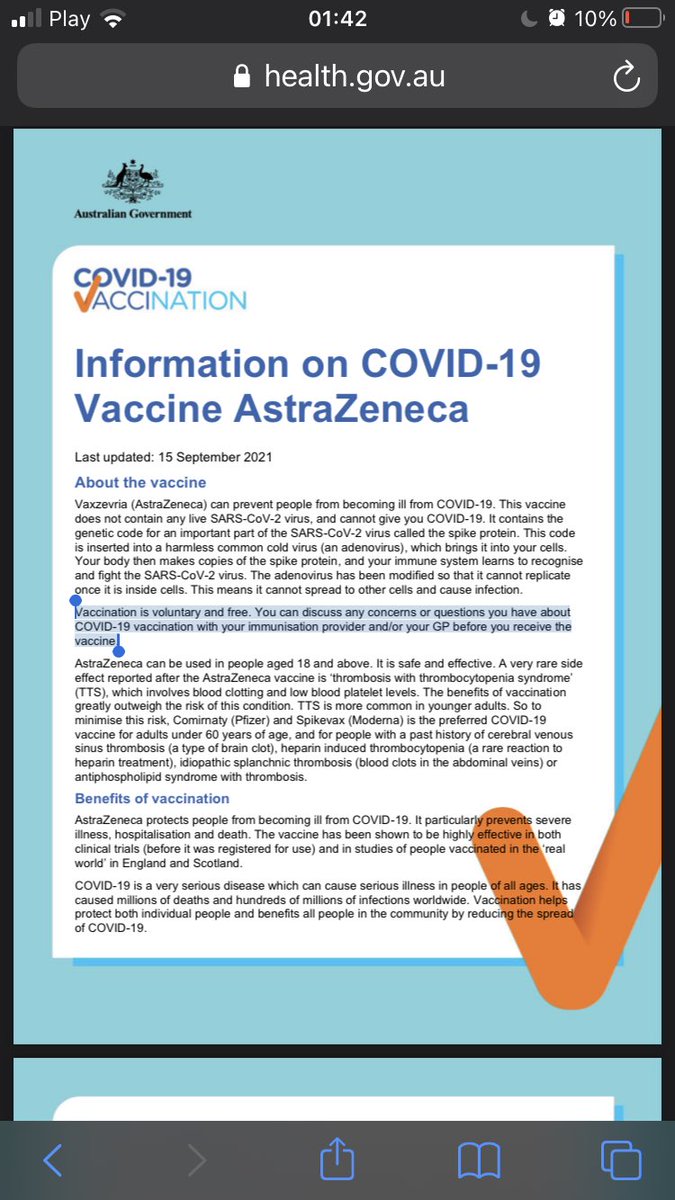 Play 01:42 10%
health.gov.au
Australian Government
COVID-19
VACCINATION
Information on COVID-19
Vaccine AstraZeneca
Last updated: 15 September 2021
About the vaccine
Vaxzevria (AstraZeneca) can prevent people from becoming ill from COVID-19. This vaccine
does not contain any live SARS-CoV-2 virus, and cannot give you COVID-19. It contains the
genetic code for an important part of the SARS-CoV-2 virus called the spike protein. This code
is inserted into a harmless common cold virus (an adenovirus), which brings it into your cells.
Your body then makes copies of the spike protein, and your immune system learns to recognise
and fight the SARS-CoV-2 virus. The adenovirus has been modified so that it cannot replicate
once it is inside cells. This means it cannot spread to other cells and cause infection.
Vaccination is voluntary and free. You can discuss any concerns or questions you have about
COVID-19 vaccination with your immunisation provider and/or your GP before you receive the
vaccine.
AstraZeneca can be used in people aged 18 and above. It is safe and effective. A very rare side
effect reported after the AstraZeneca vaccine is ‘thrombosis with thrombocytopenia syndrome’
(TTS), which involves blood clotting and low blood platelet levels. The benefits of vaccination
greatly outweigh the risk of this condition. TTS is more common in younger adults. So to
minimise this risk, Comirnaty (Pfizer) and Spikevax (Moderna) is the preferred COVID-19
vaccine for adults under 60 years of age, and for people with a past history of cerebral venous
sinus thrombosis (a type of brain clot), heparin induced thrombocytopenia (a rare reaction to
heparin treatment), idiopathic splanchnic thrombosis (blood clots in the abdominal veins) or
antiphospholipid syndrome with thrombosis.
Benefits of vaccination
AstraZeneca protects people from becoming ill from COVID-19. It particularly prevents severe
illness, hospitalisation and death. The vaccine has been shown to be highly effective in both
clinical trials (before it was registered for use) and in studies of people vaccinated in the ‘real
world’ in England and Scotland.
COVID-19 is a very serious disease which can cause serious illness in people of all ages. It has
caused millions of deaths and hundreds of millions of infections worldwide. Vaccination helps
protect both individual people and benefits all people in the community by reducing the spread
of COVID-19.